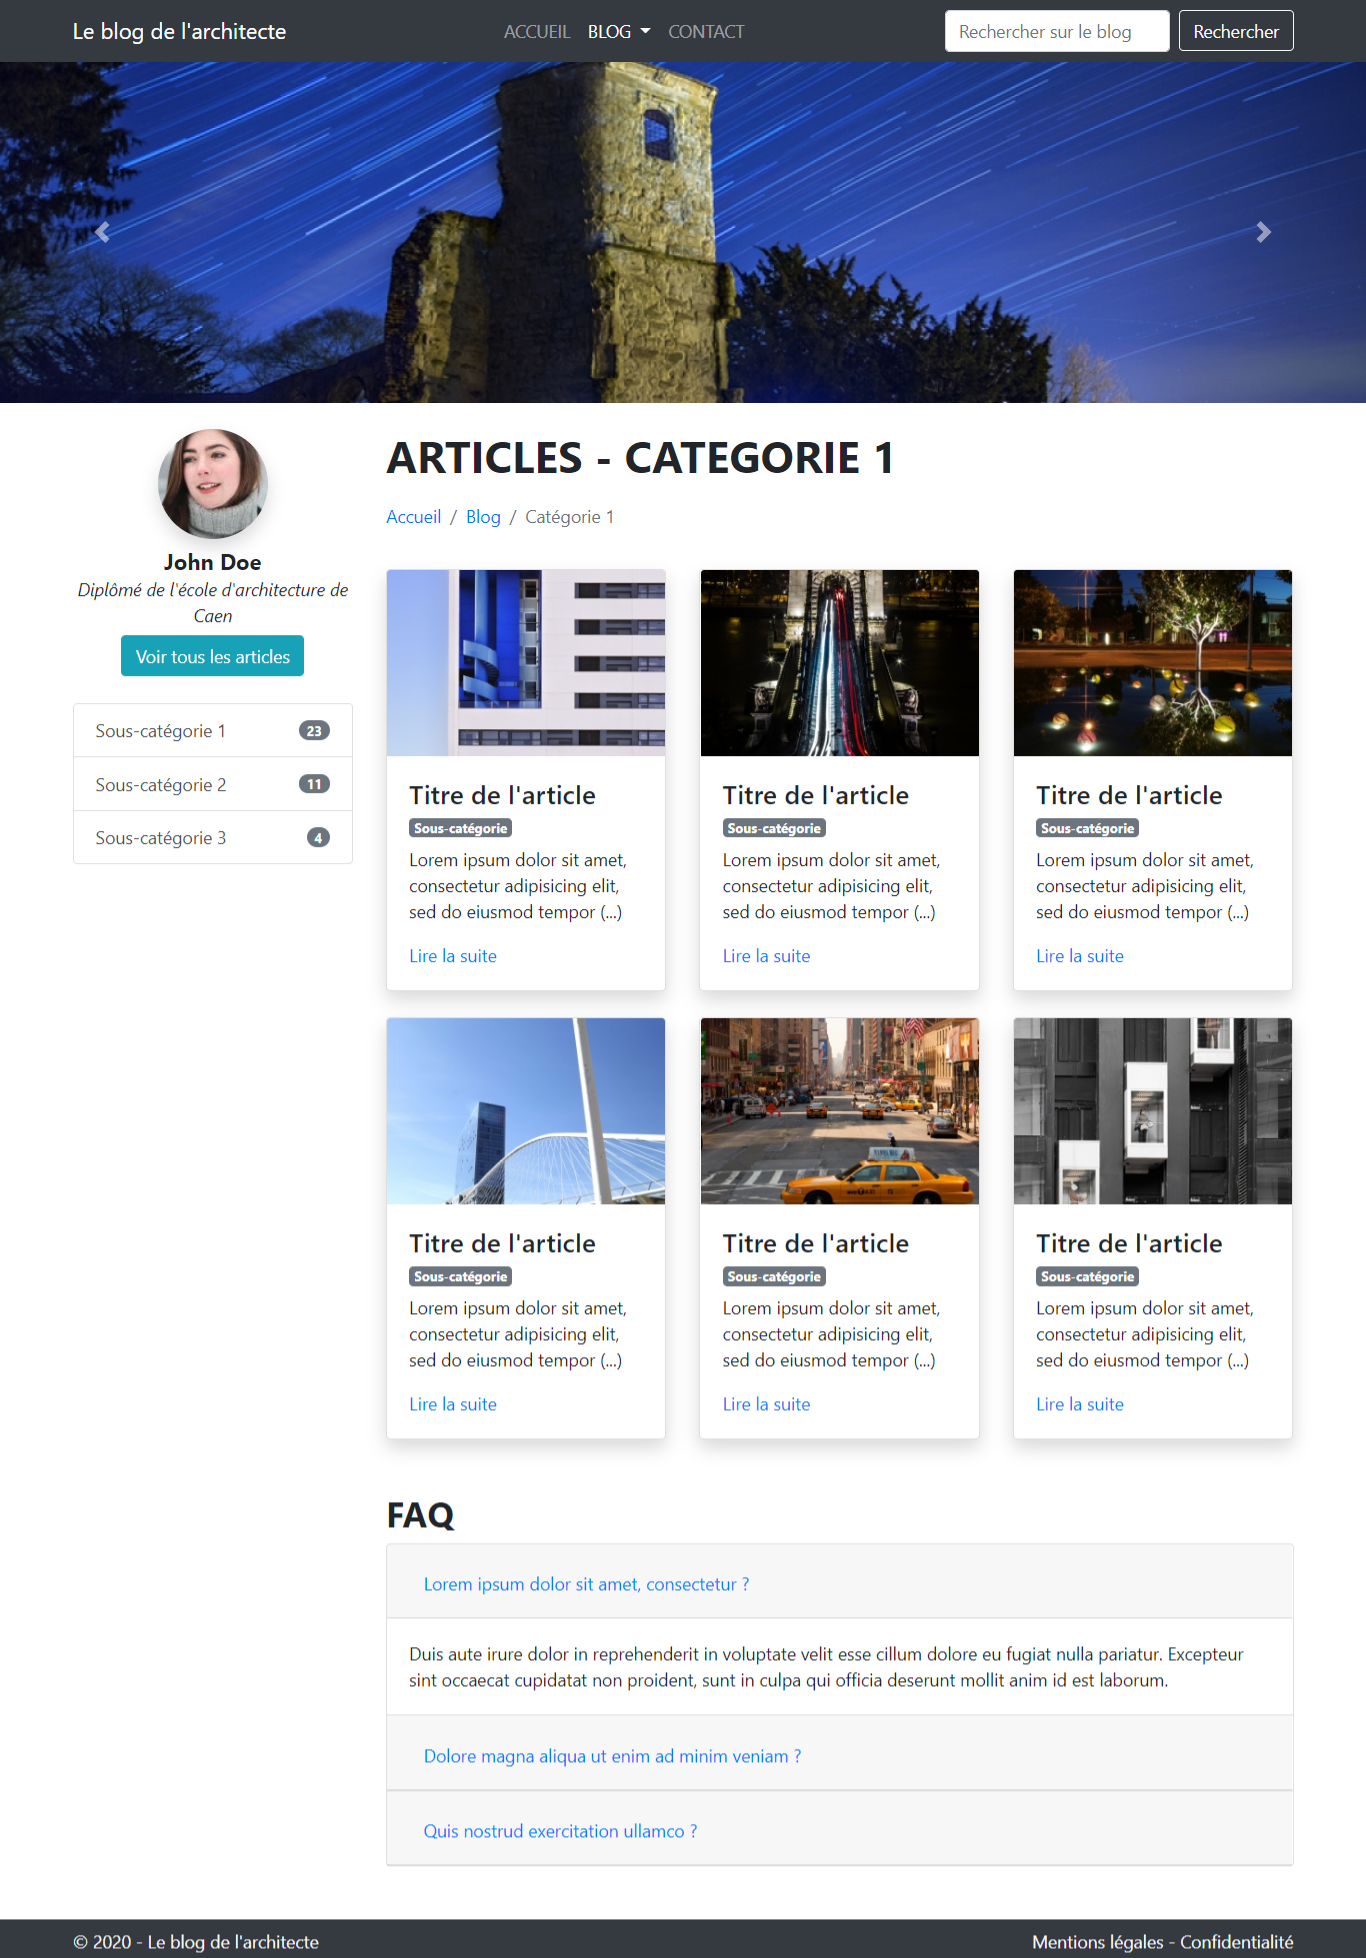 Le blog de l'architecte
ACCUEIL BLOG CONTACT
Rechercher sur le blog Rechercher
John Doe
Diplômé de l'école d'architecture de
Caen
Voir tous les articles
Sous-catégorie 1 23
Sous-catégorie 2 11
Sous-catégorie 3 4
ARTICLES - CATEGORIE 1
Accueil / Blog / Catégorie 1
Titre de l'article
Sous-catégorie
Lorem ipsum dolor sit amet,
consectetur adipisicing elit,
sed do eiusmod tempor (...)
Lire la suite
Titre de l'article
Sous-catégorie
Lorem ipsum dolor sit amet,
consectetur adipisicing elit,
sed do eiusmod tempor (...)
Lire la suite
Titre de l'article
Sous-catégorie
Lorem ipsum dolor sit amet,
consectetur adipisicing elit,
sed do eiusmod tempor (...)
Lire la suite
Titre de l'article
Sous-catégorie
Lorem ipsum dolor sit amet,
consectetur adipisicing elit,
sed do eiusmod tempor (...)
Lire la suite
Titre de l'article
Sous-catégorie
Lorem ipsum dolor sit amet,
consectetur adipisicing elit,
sed do eiusmod tempor (...)
Lire la suite
Titre de l'article
Sous-catégorie
Lorem ipsum dolor sit amet,
consectetur adipisicing elit,
sed do eiusmod tempor (...)
Lire la suite
FAQ
Lorem ipsum dolor sit amet, consectetur ?
Duis aute irure dolor in reprehenderit in voluptate velit esse cillum dolore eu fugiat nulla pariatur. Excepteur
sint occaecat cupidatat non proident, sunt in culpa qui officia deserunt mollit anim id est laborum.
Dolore magna aliqua ut enim ad minim veniam ?
Quis nostrud exercitation ullamco ?
© 2020 - Le blog de l'architecte
Mentions légales - Confidentialité